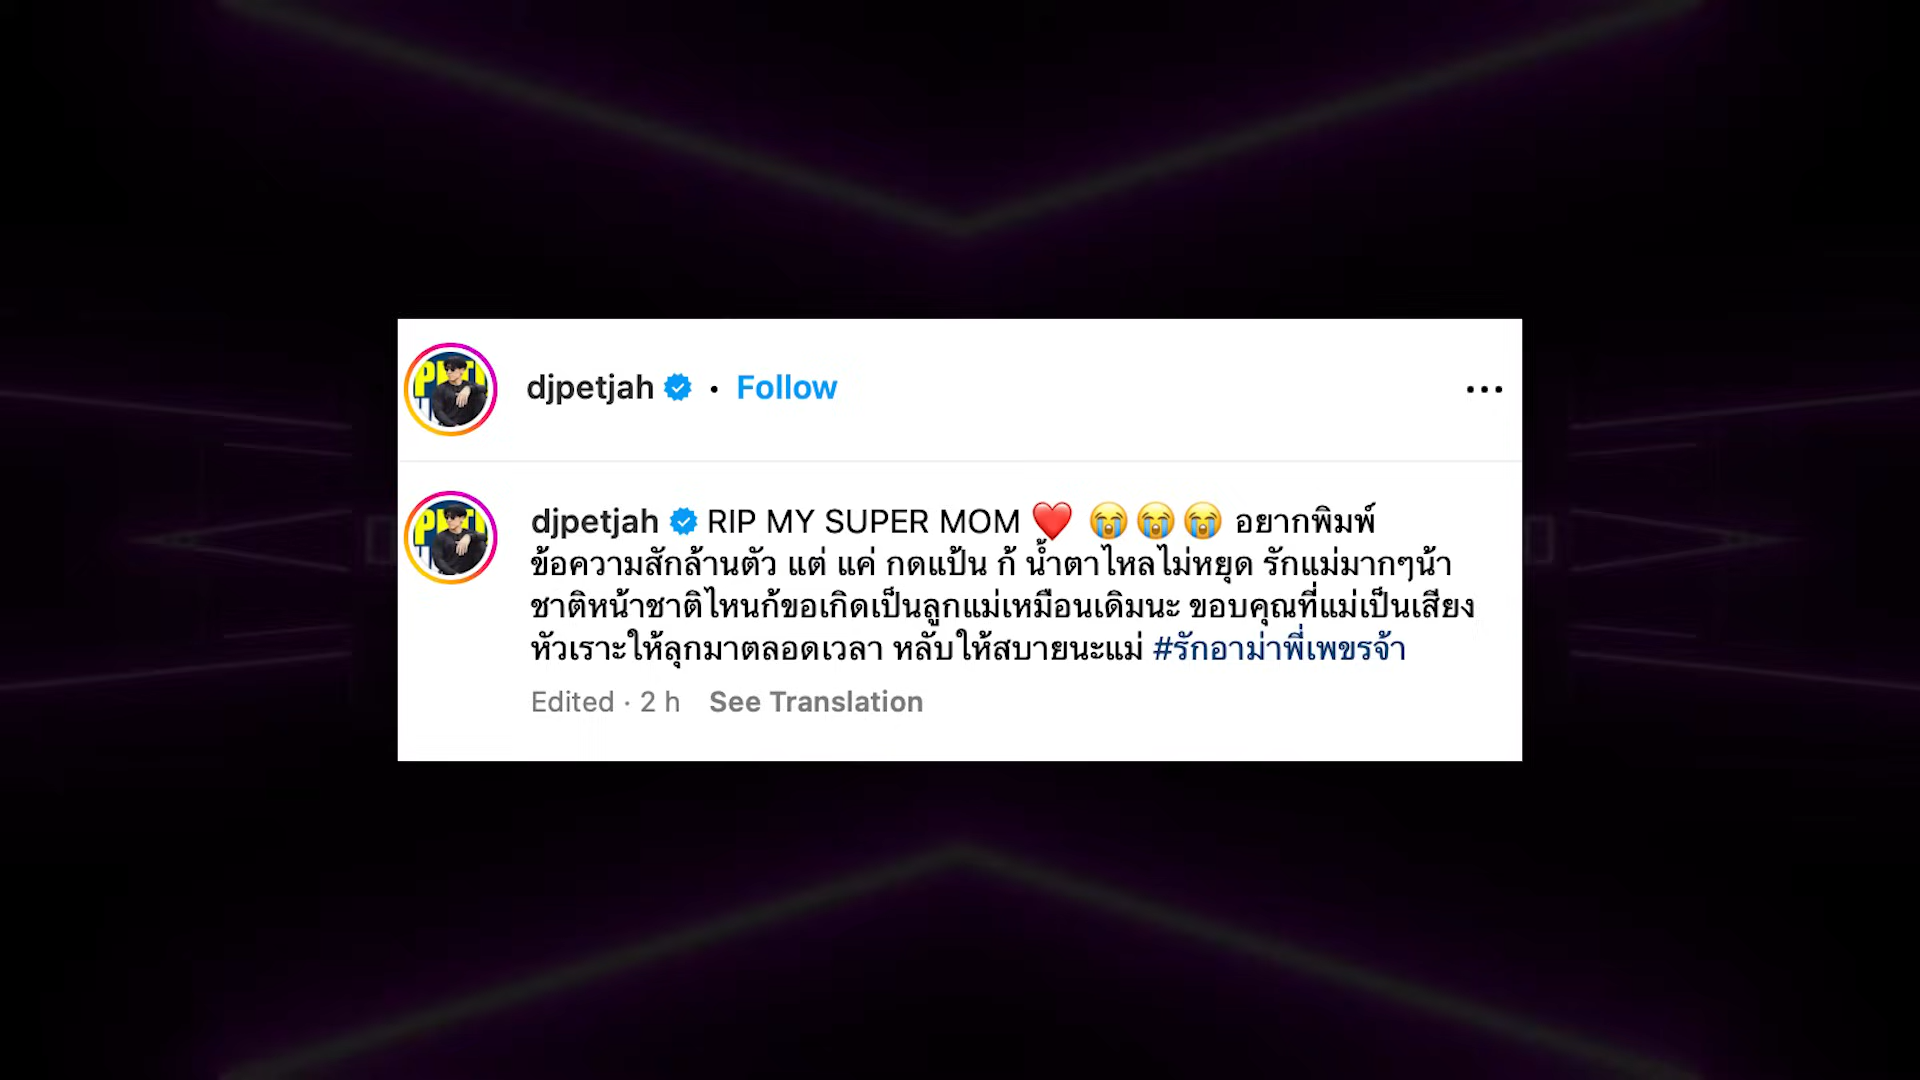 djpetjah • Follow
djpetjah RIP MY SUPER MOM ❤️ 😭😭😭 อยากพิมพ์
ข้อความสักล้านตัว แต่ แค่ กดแป้น ก้ น้ำตาไหลไม่หยุด รักแม่มากๆน้า
ชาติหน้าชาติไหนก้ขอเกิดเป็นลูกแม่เหมือนเดิมนะ ขอบคุณที่แม่เป็นเสียง
หัวเราะให้ลุกมาตลอดเวลา หลับให้สบายนะแม่ #รักอาม่าพี่เพขรจ้า
Edited · 2 h See Translation